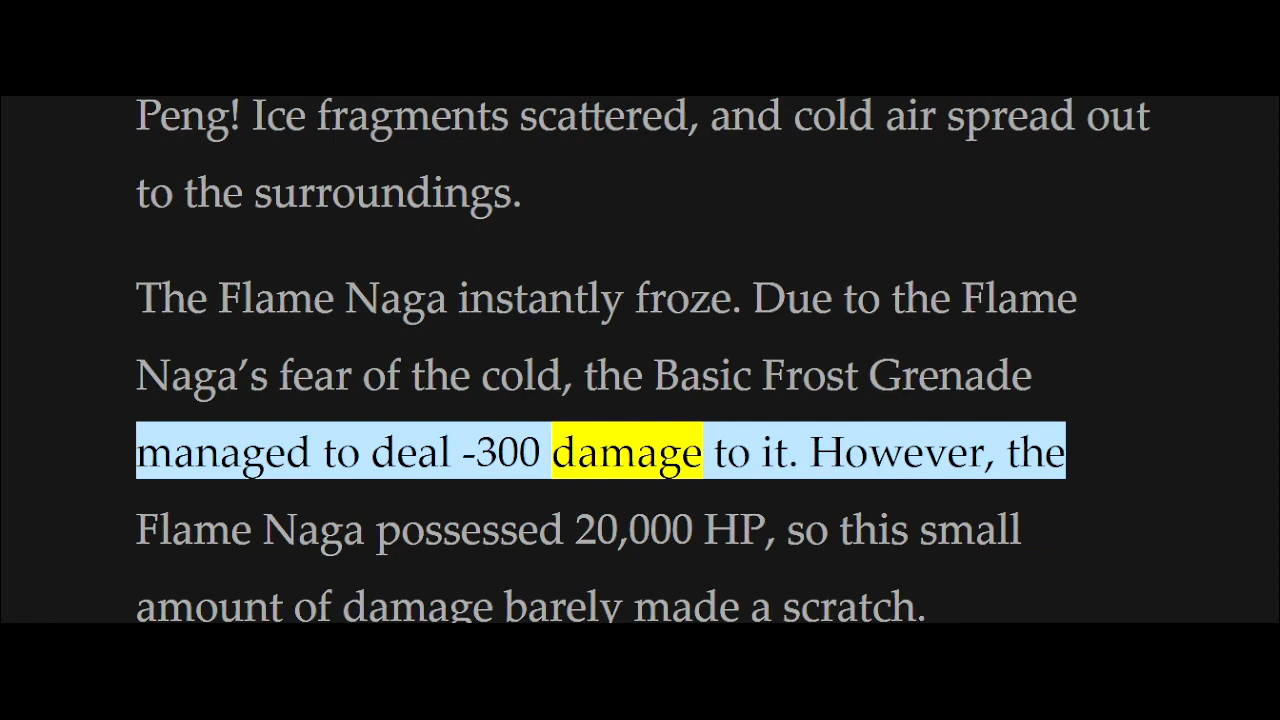 Peng! Ice fragments scattered, and cold air spread out
to the surroundings.
The Flame Naga instantly froze. Due to the Flame
Naga’s fear of the cold, the Basic Frost Grenade
managed to deal -300 damage to it. However, the
Flame Naga possessed 20,000 HP, so this small
amount of damage barely made a scratch.